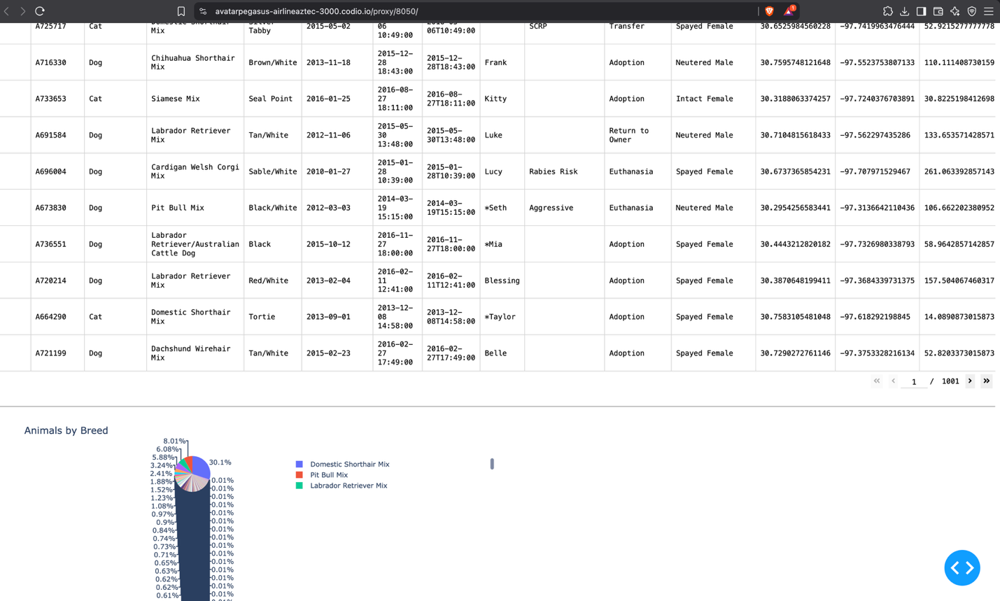 avatarpegasus-airlineaztec-3000.codio.io/proxy/8050/
1
A725717 Cat Mix Tabby 2015-05-02 06 10:49:00 06T10:49:00 SCRP Transfer Spayed Female 30.6525984560228 -97.7419963476444 52.9215277777778
A716330 Dog Chihuahua Shorthair Mix Brown/White 2013-11-18 2015-12-28 18:43:00 2015-12-28T18:43:00 Frank Adoption Neutered Male 30.7595748121648 -97.5523753807133 110.111408730159
A733653 Cat Siamese Mix Seal Point 2016-01-25 2016-08-27 18:11:00 2016-08-27T18:11:00 Kitty Adoption Intact Female 30.3188063374257 -97.7240376703891 30.8225198412698
A691584 Dog Labrador Retriever Mix Tan/White 2012-11-06 2015-05-30 13:48:00 2015-05-30T13:48:00 Luke Return to Owner Neutered Male 30.7104815618433 -97.562297435286 133.653571428571
A696004 Dog Cardigan Welsh Corgi Mix Sable/White 2010-01-27 2015-01-28 10:39:00 2015-01-28T10:39:00 Lucy Rabies Risk Euthanasia Spayed Female 30.6737365854231 -97.707971529467 261.063392857143
A673830 Dog Pit Bull Mix Black/White 2012-03-03 2014-03-19 15:15:00 2014-03-19T15:15:00 *Seth Aggressive Euthanasia Neutered Male 30.2954256583441 -97.3136642110436 106.662202380952
A736551 Dog Labrador Retriever/Australian Cattle Dog Black 2015-10-12 2016-11-27 18:00:00 2016-11-27T18:00:00 *Mia Adoption Spayed Female 30.4443212820182 -97.7326980338793 58.9642857142857
A720214 Dog Labrador Retriever Mix Red/White 2013-02-04 2016-02-11 12:41:00 2016-02-11T12:41:00 Blessing Adoption Spayed Female 30.3870648199411 -97.3684339731375 157.504067460317
A664290 Cat Domestic Shorthair Mix Tortie 2013-09-01 2013-12-08 14:58:00 2013-12-08T14:58:00 *Taylor Adoption Spayed Female 30.7583105481048 -97.618292198845 14.0890873015873
A721199 Dog Dachshund Wirehair Mix Tan/White 2015-02-23 2016-02-27 17:49:00 2016-02-27T17:49:00 Belle Adoption Spayed Female 30.7290272761146 -97.3753328216134 52.8203373015873
1 / 1001
Animals by Breed
8.01%
6.08%
5.88%
30.1%
3.24%
2.41%
1.88%
0.01%
1.52%
0.01%
1.23%
0.01%
1.08%
0.01%
0.97%
0.01%
0.9%
0.01%
0.84%
0.01%
0.74%
0.01%
0.73%
0.01%
0.71%
0.01%
0.65%
0.01%
0.63%
0.01%
0.62%
0.01%
0.62%
0.01%
0.61%
0.01%
Domestic Shorthair Mix
Pit Bull Mix
Labrador Retriever Mix